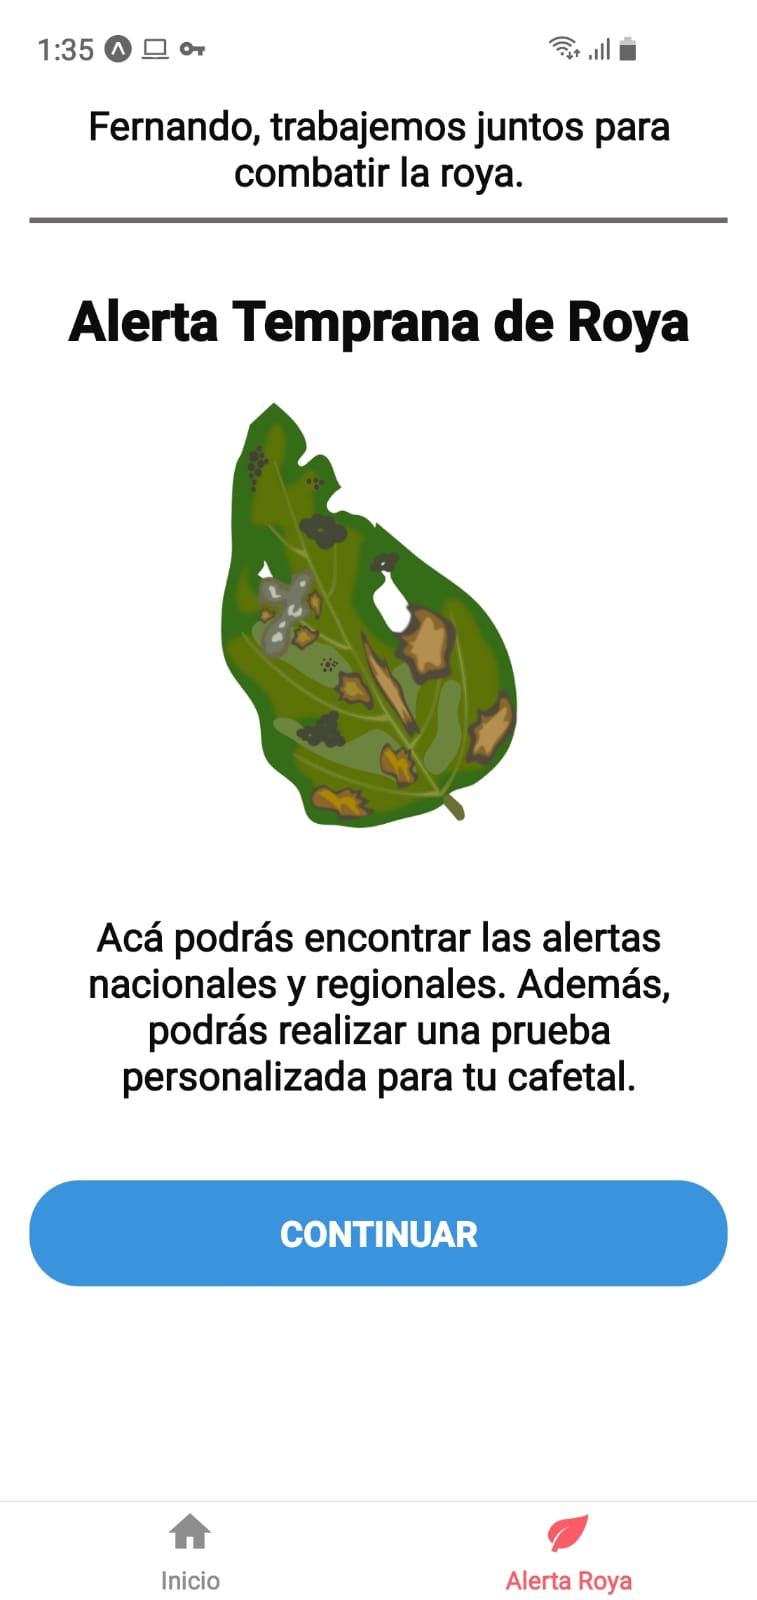 1:35
Fernando, trabajemos juntos para
combatir la roya.
Alerta Temprana de Roya
Acá podrás encontrar las alertas
nacionales y regionales. Además,
podrás realizar una prueba
personalizada para tu cafetal.
CONTINUAR
Inicio
Alerta Roya